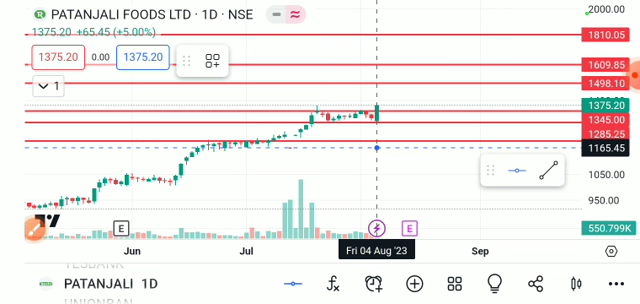 PATANJALI FOODS LTD · 1D · NSE
1375.20 +65.45 (+5.00%)
1375.20 0.00 1375.20
1
2000.00
1810.05
1609.85
1498.10
1375.20
1345.00
1285.25
1165.45
1050.00
950.00
550.799K
E E
Jun Jul Fri 04 Aug '23 Sep
YESBANK
PATANJALI 1D
UNIONBAN